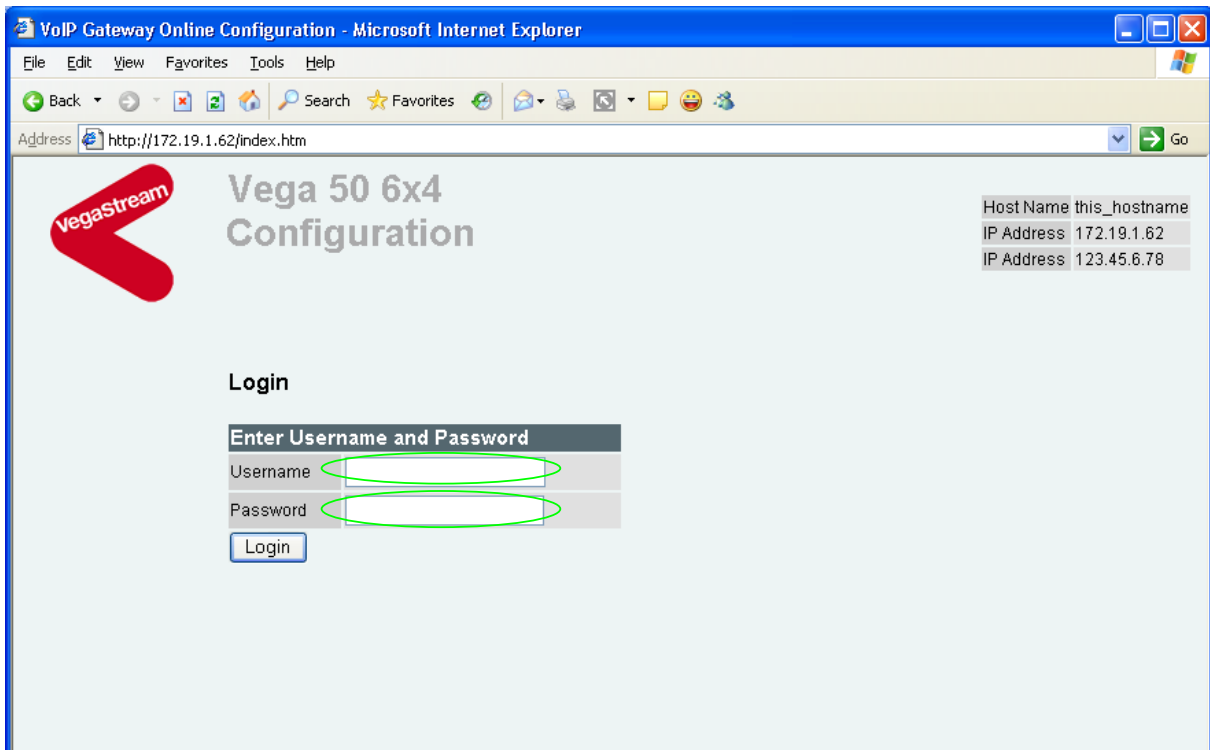 VoIP Gateway Online Configuration - Microsoft Internet Explorer
File Edit View Favorites Tools Help
Back Search Favorites
Address http://172.19.1.62/index.htm Go
vegastream
Vega 50 6x4
Configuration
Host Name this_hostname
IP Address 172.19.1.62
IP Address 123.45.6.78
Login
Enter Username and Password
Username
Password
Login